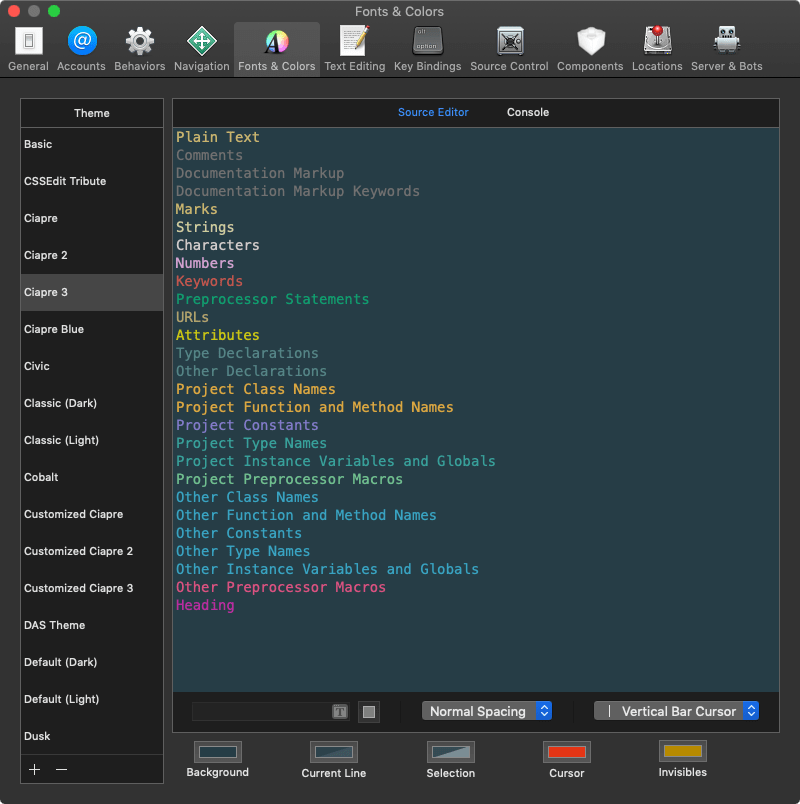 Fonts & Colors
General Accounts Behaviors Navigation Fonts & Colors Text Editing Key Bindings Source Control Components Locations Server & Bots
Theme
Basic
CSSEdit Tribute
Ciapre
Ciapre 2
Ciapre 3
Ciapre Blue
Civic
Classic (Dark)
Classic (Light)
Cobalt
Customized Ciapre
Customized Ciapre 2
Customized Ciapre 3
DAS Theme
Default (Dark)
Default (Light)
Dusk
Source Editor Console
Plain Text
Comments
Documentation Markup
Documentation Markup Keywords
Marks
Strings
Characters
Numbers
Keywords
Preprocessor Statements
URLs
Attributes
Type Declarations
Other Declarations
Project Class Names
Project Function and Method Names
Project Constants
Project Type Names
Project Instance Variables and Globals
Project Preprocessor Macros
Other Class Names
Other Function and Method Names
Other Constants
Other Type Names
Other Instance Variables and Globals
Other Preprocessor Macros
Heading
T Normal Spacing | Vertical Bar Cursor
Background Current Line Selection Cursor Invisibles